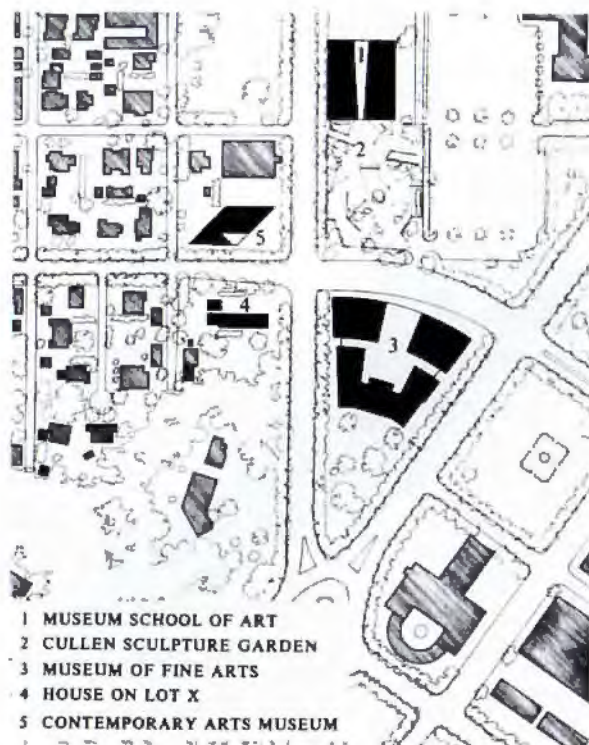 1
2
5
4
3
1 MUSEUM SCHOOL OF ART
2 CULLEN SCULPTURE GARDEN
3 MUSEUM OF FINE ARTS
4 HOUSE ON LOT X
5 CONTEMPORARY ARTS MUSEUM